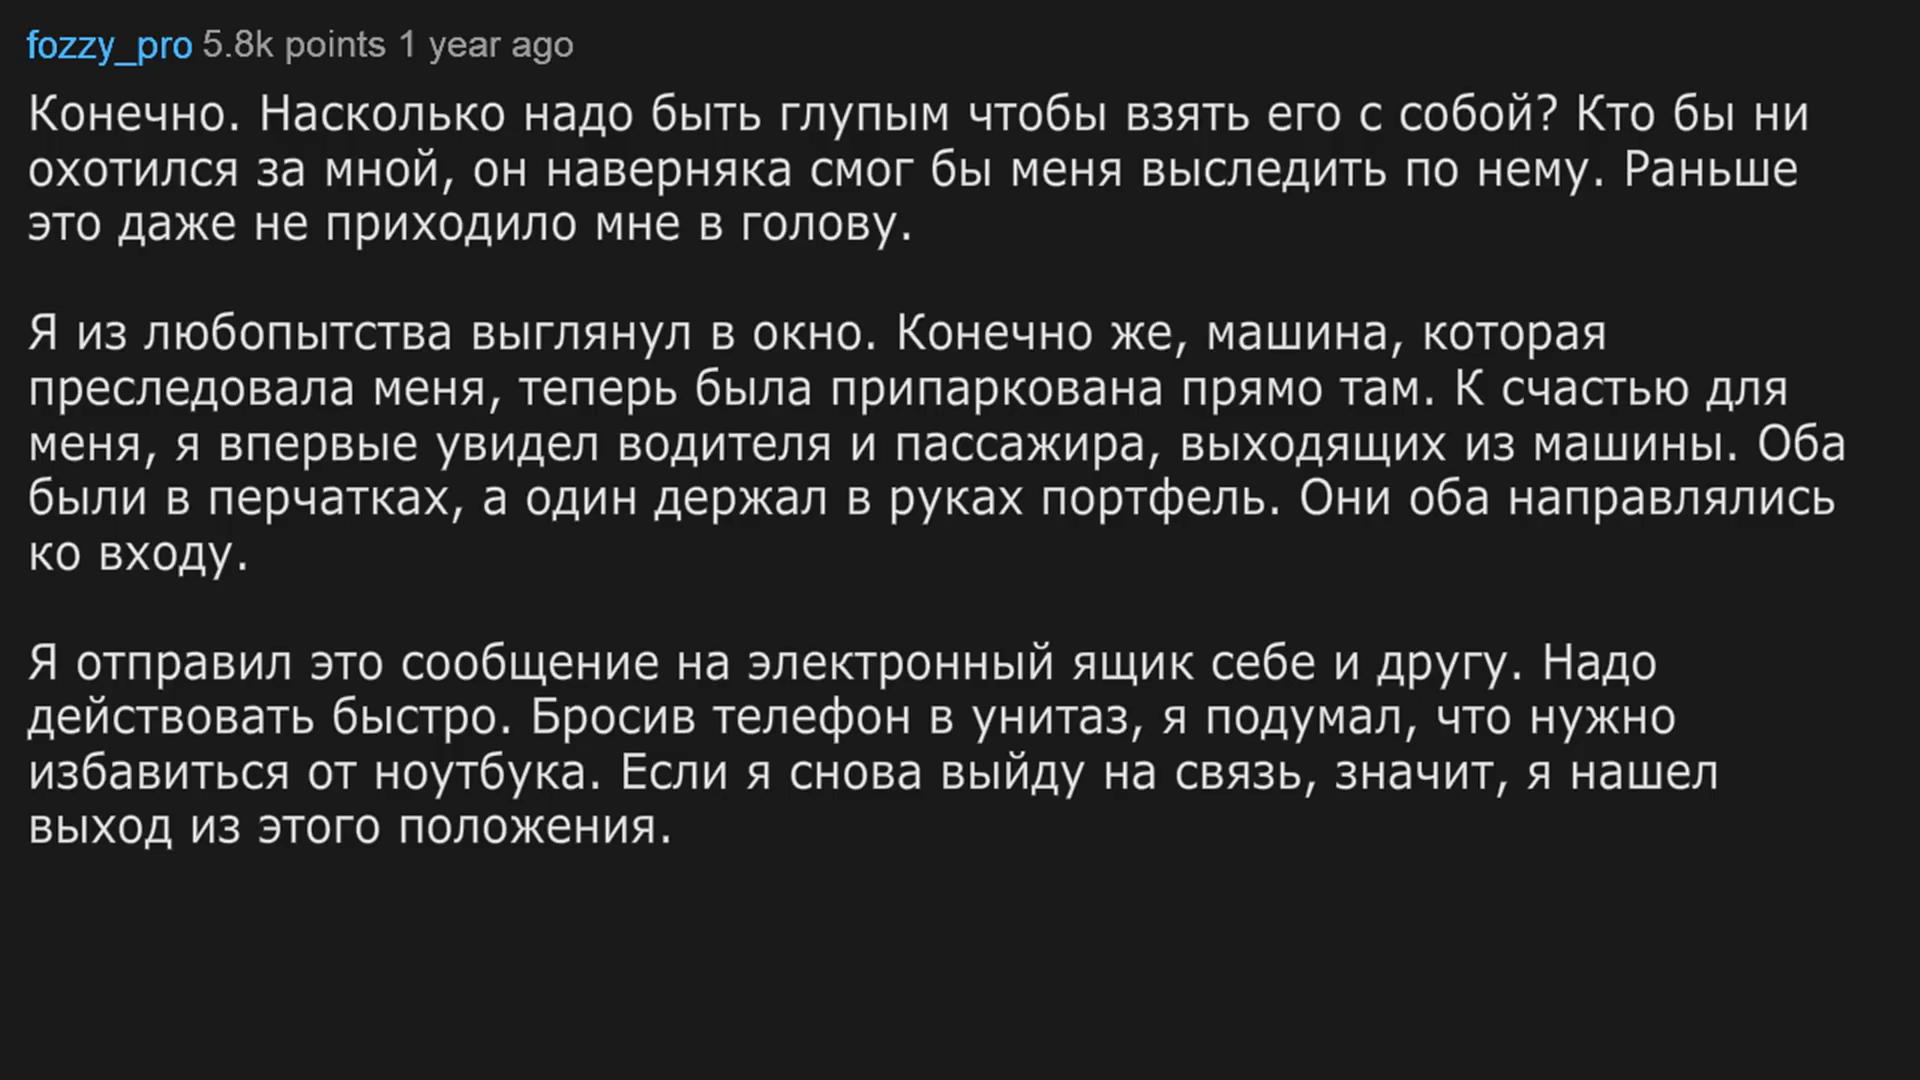 fozzy_pro 5.8k points 1 year ago
Конечно. Насколько надо быть глупым чтобы взять его с собой? Кто бы ни
охотился за мной, он наверняка смог бы меня выследить по нему. Раньше
это даже не приходило мне в голову.
Я из любопытства выглянул в окно. Конечно же, машина, которая
преследовала меня, теперь была припаркована прямо там. К счастью для
меня, я впервые увидел водителя и пассажира, выходящих из машины. Оба
были в перчатках, а один держал в руках портфель. Они оба направлялись
ко входу.
Я отправил это сообщение на электронный ящик себе и другу. Надо
действовать быстро. Бросив телефон в унитаз, я подумал, что нужно
избавиться от ноутбука. Если я снова выйду на связь, значит, я нашел
выход из этого положения.